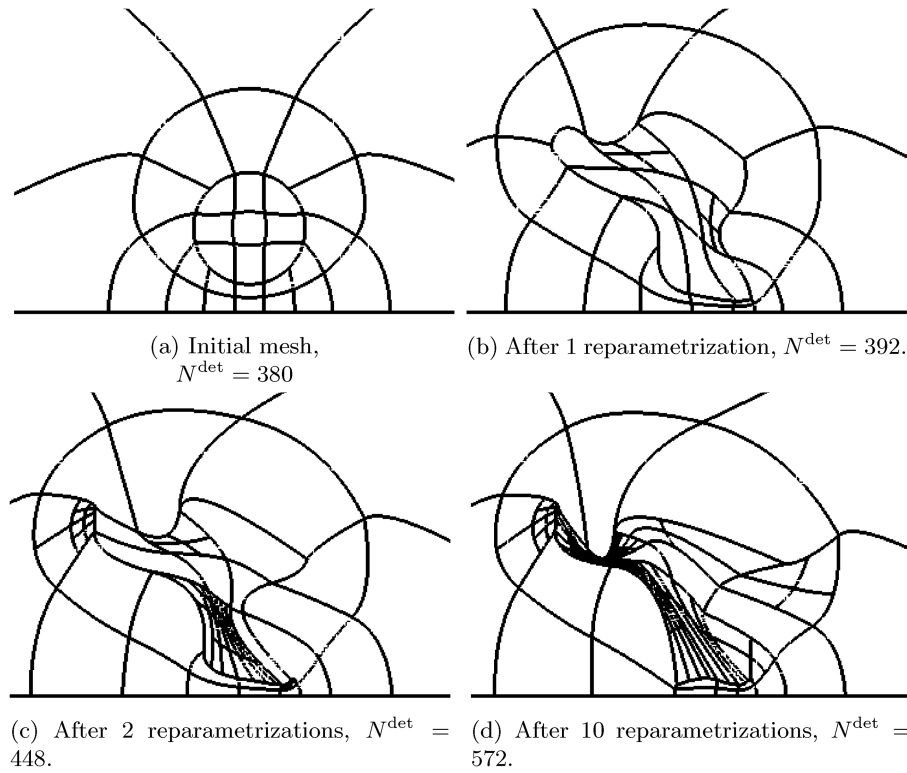 (a) Initial mesh,
N^det = 380
(b) After 1 reparametrization, N^det = 392.
(c) After 2 reparametrizations, N^det =
448.
(d) After 10 reparametrizations, N^det =
572.